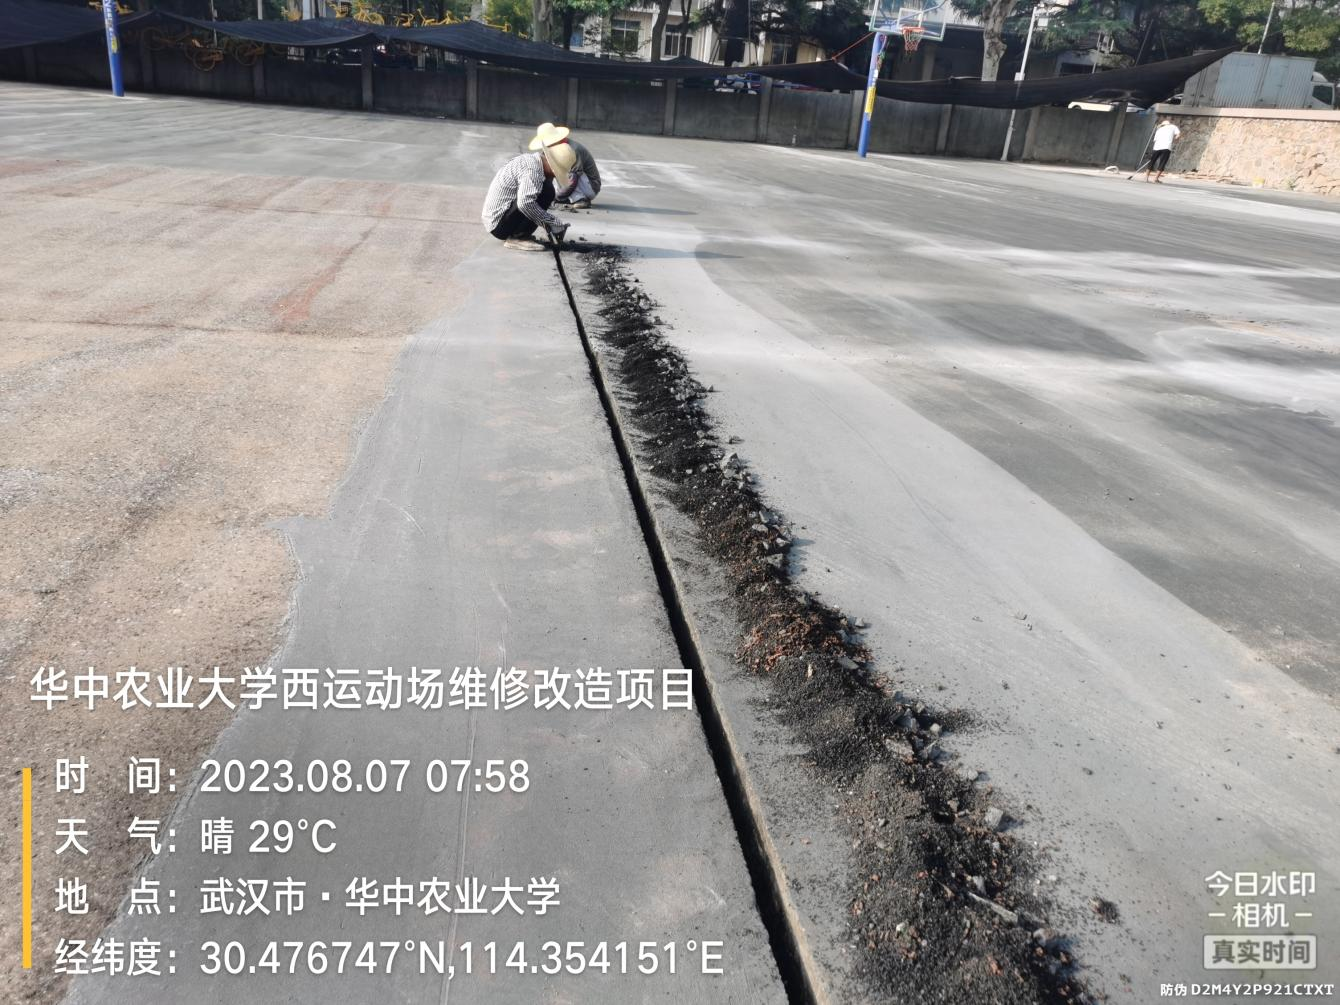 华中农业大学西运动场维修改造项目
时 间：2023.08.07 07:58
天 气：晴 29°C
地 点：武汉市·华中农业大学
经纬度：30.476747°N,114.354151°E
今日水印
-相机-
真实时间
防伪 D2M4Y2P921CTXT